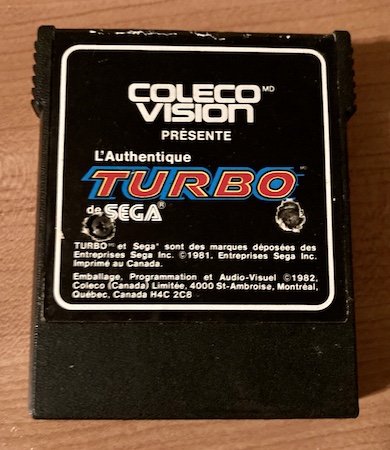 COLECO MD
VISION
PRÉSENTE
L'Authentique
TURBO MC
de SEGA®
TURBO MC et Sega® sont des marques déposées des
Entreprises Sega Inc. ©1981, Entreprises Sega Inc.
Imprimé au Canada.
Emballage, Programmation et Audio-Visuel ©1982,
Coleco (Canada) Limitée, 4000 St-Ambroise, Montréal,
Québec, Canada H4C 2C8